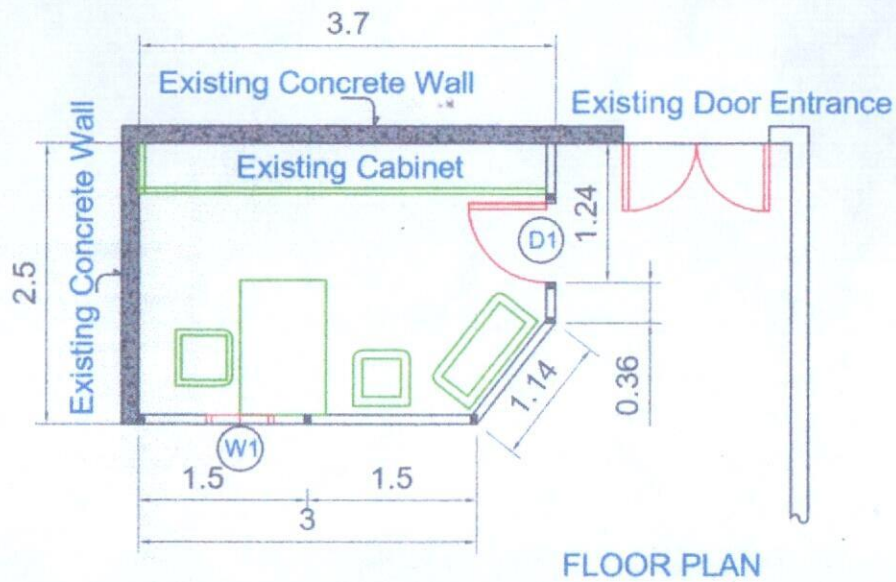 3.7
Existing Concrete Wall
Existing Door Entrance
Existing Concrete Wall
Existing Cabinet
2.5
D1
1.24
0.36
1.14
W1
1.5
1.5
3
FLOOR PLAN